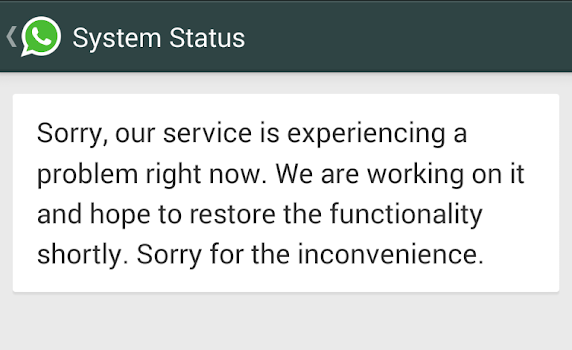 System Status
Sorry, our service is experiencing a
problem right now. We are working on it
and hope to restore the functionality
shortly. Sorry for the inconvenience.